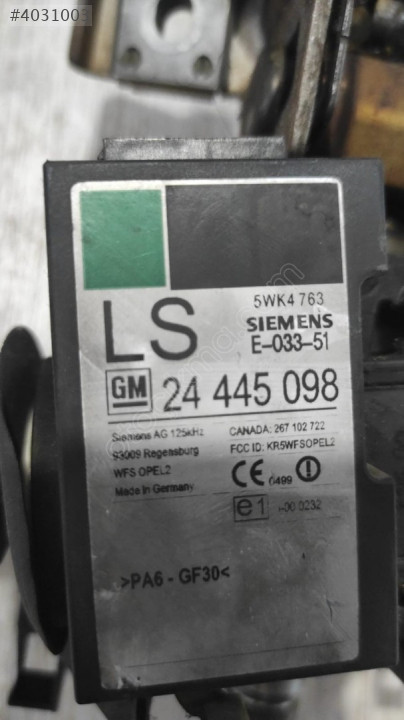 #4031005
5WK4 763
LS
SIEMENS
E-033-51
GM 24 445 098
Siemens AG 125kHz
93009 Regensburg
WFS OPEL2
Made in Germany
CANADA: 267 102 722
FCC ID: KR5WFSOPEL2
CE 0499
e1 *00 0232
>PA6 - GF30<